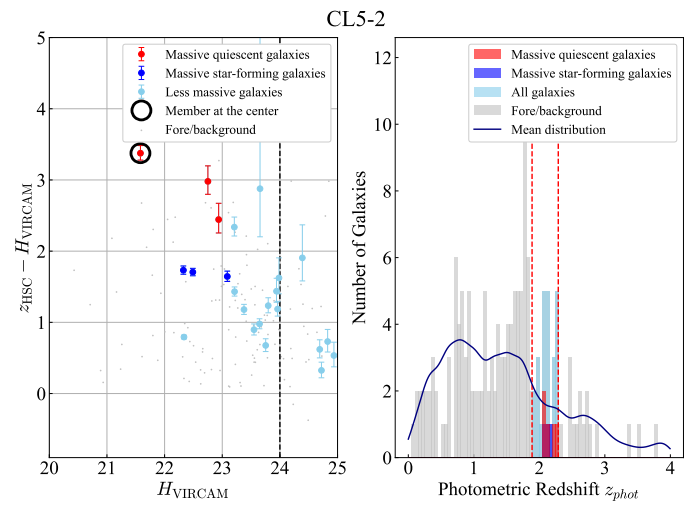 CL5-2
5
4
3
2
1
0
z_HSC − H_VIRCAM
Massive quiescent galaxies
Massive star-forming galaxies
Less massive galaxies
Member at the center
Fore/background
20 21 22 23 24 25
H_VIRCAM
12
10
8
6
4
2
0
Number of Galaxies
Massive quiescent galaxies
Massive star-forming galaxies
All galaxies
Fore/background
Mean distribution
0 1 2 3 4
Photometric Redshift z_phot